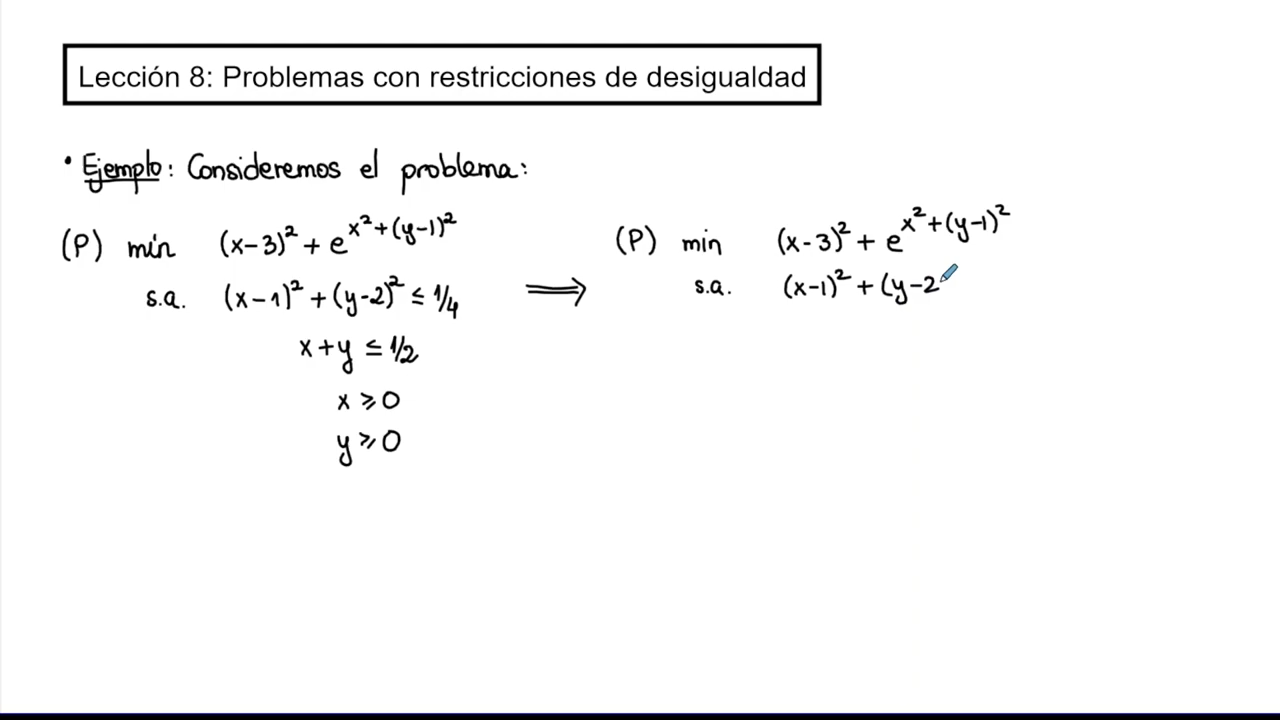 Lección 8: Problemas con restricciones de desigualdad
• Ejemplo: Consideremos el problema:
(P) min (x-3)² + e^(x²+(y-1)²)
s.a. (x-1)² + (y-2)² ≤ 1/4
x+y ≤ 1/2
x ≥ 0
y ≥ 0
⟹
(P) min (x-3)² + e^(x²+(y-1)²)
s.a. (x-1)² + (y-2